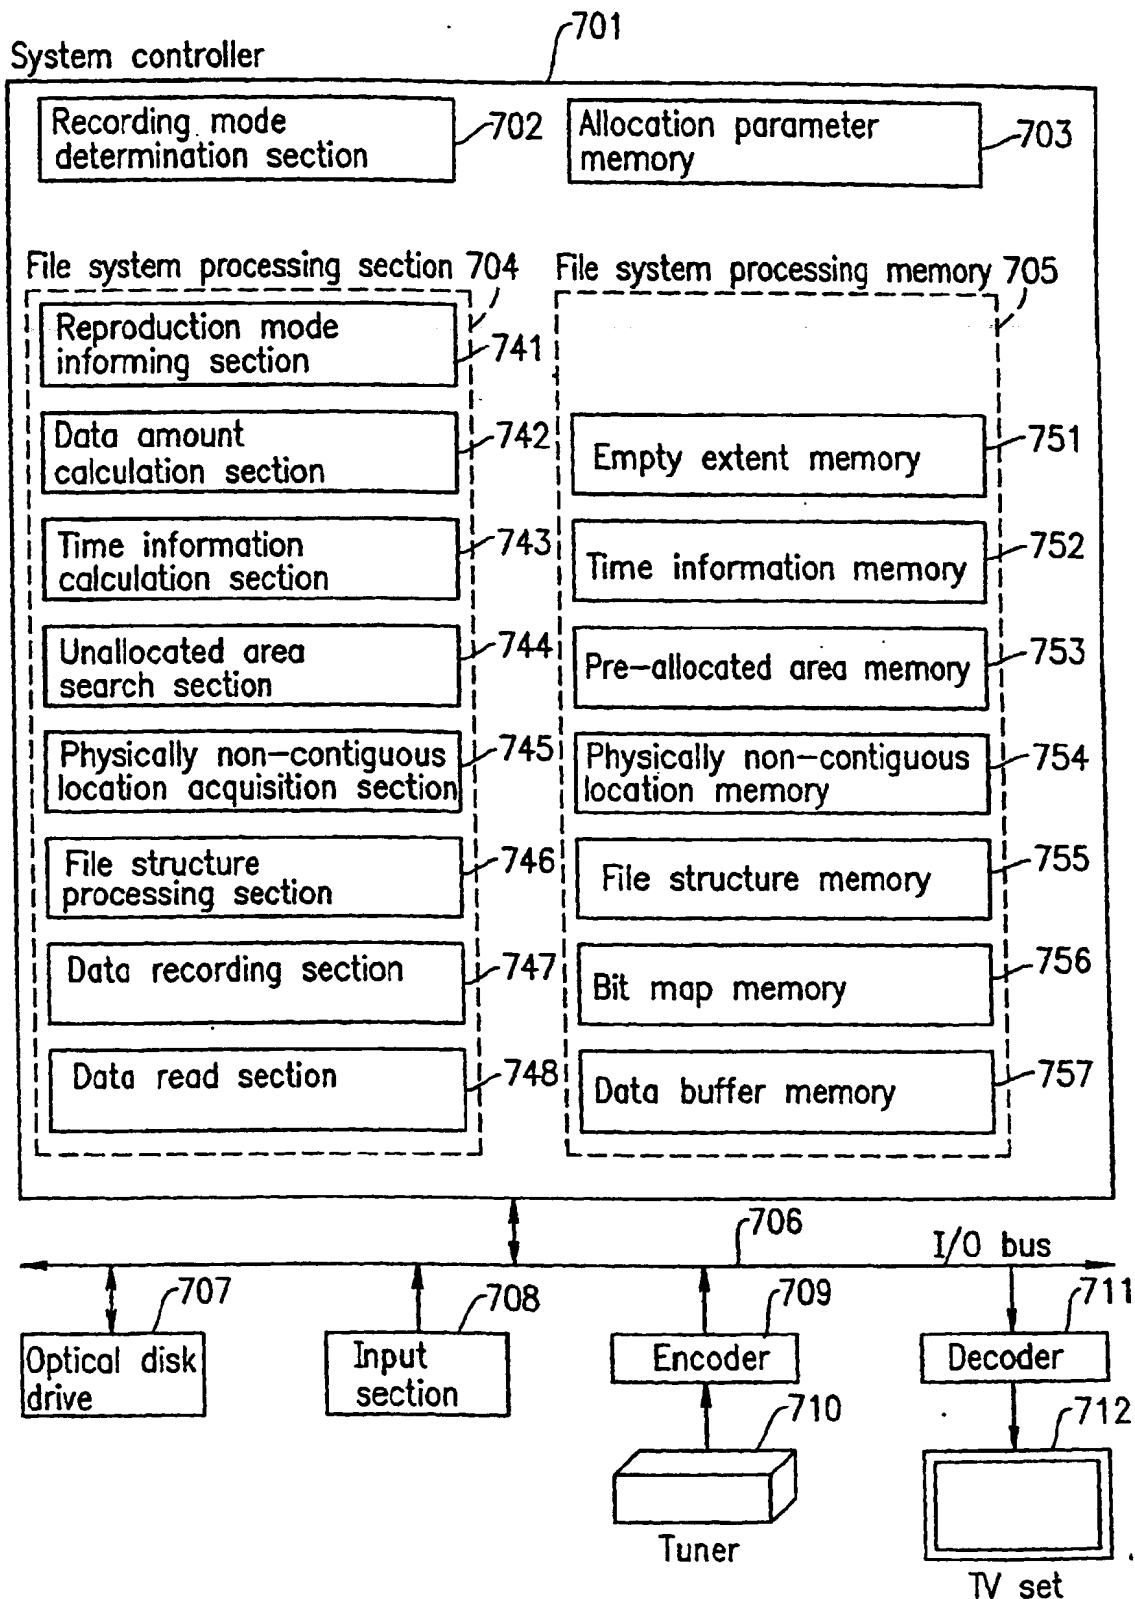 701
System controller
Recording mode
determination section
702
Allocation parameter
memory
703
File system processing section 704
File system processing memory 705
Reproduction mode
informing section
741
Data amount
calculation section
742
Empty extent memory
751
Time information
calculation section
743
Time information memory
752
Unallocated area
search section
744
Pre-allocated area memory
753
Physically non-contiguous
location acquisition section
745
Physically non-contiguous
location memory
754
File structure
processing section
746
File structure memory
755
Data recording section
747
Bit map memory
756
Data read section
748
Data buffer memory
757
706
I/O bus
707
Optical disk
drive
708
Input
section
709
Encoder
711
Decoder
710
Tuner
712
TV set